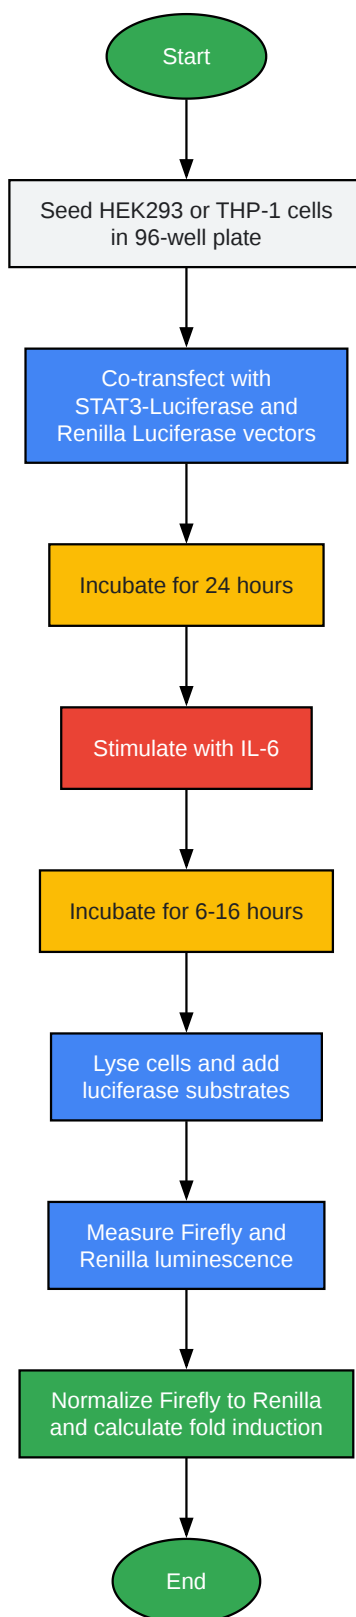 Start
Seed HEK293 or THP-1 cells
in 96-well plate
Co-transfect with
STAT3-Luciferase and
Renilla Luciferase vectors
Incubate for 24 hours
Stimulate with IL-6
Incubate for 6-16 hours
Lyse cells and add
luciferase substrates
Measure Firefly and
Renilla luminescence
Normalize Firefly to Renilla
and calculate fold induction
End